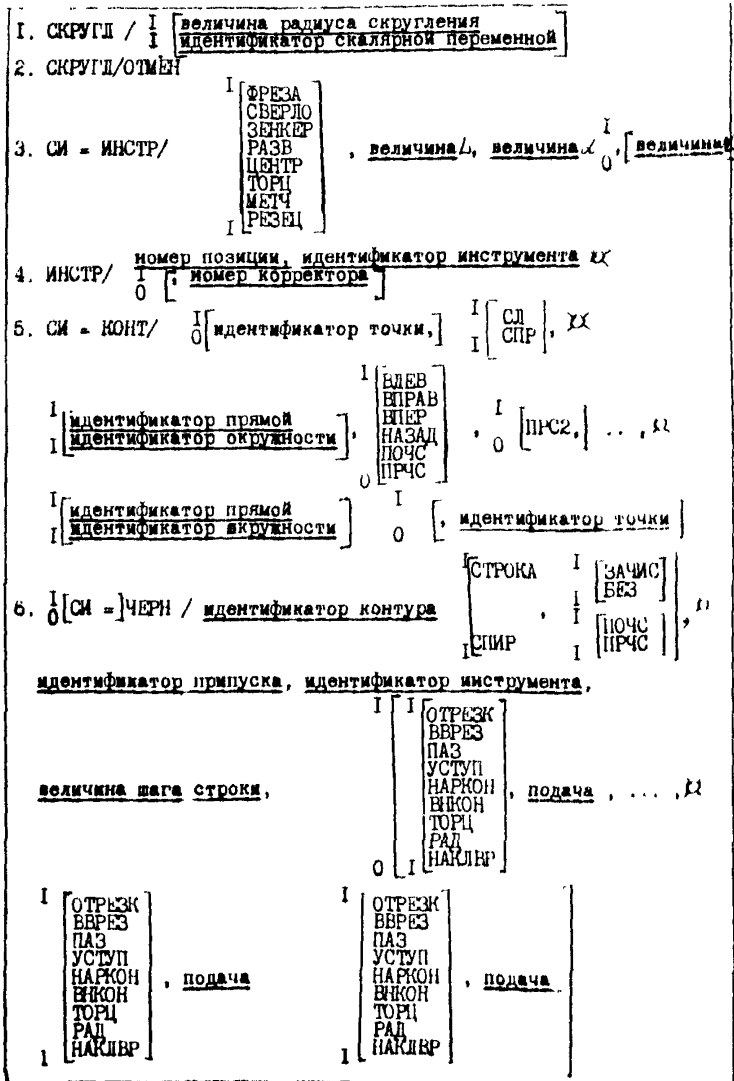 I. СКРУГЛ / I I [величина радиуса скругления
идентификатор скалярной переменной]
2. СКРУГЛ/ОТМЕН
3. СИ = ИНСТР/ I I [ФРЕЗА
СВЕРЛО
ЗЕНКЕР
РАЗВ
ЦЕНТР
ТОРЦ
МЕТЧ
РЕЗЕЦ] , величина L, величина α I 0 ,[величина
4. ИНСТР/ номер позиции, идентификатор инструмента
I 0 [, номер корректора]
5. СИ = КОНТ/ I 0 [идентификатор точки,] I I [СЛ
СПР],
I I [идентификатор прямой
идентификатор окружности], I 0 [ВЛЕВ
ВПРАВ
ВПЕР
НАЗАД
ПОЧС
ПРЧС] , I 0 [ПРС2,] ... ,
I I [идентификатор прямой
идентификатор окружности] I 0 [, идентификатор точки]
6. I 0 [СИ =]ЧЕРН / идентификатор контура I I [СТРОКА , I I [ЗАЧИС
БЕЗ]
СПИР I I [ПОЧС
ПРЧС]],
идентификатор припуска, идентификатор инструмента,
величина шага строки, I 0 [I I [ОТРЕЗК
ВВРЕЗ
ПАЗ
УСТУП
НАРКОН
ВНКОН
ТОРЦ
РАД
НАКЛВР] , подача , ... ,
I 1 [ОТРЕЗК
ВВРЕЗ
ПАЗ
УСТУП
НАРКОН
ВНКОН
ТОРЦ
РАД
НАКЛВР] , подача
I 1 [ОТРЕЗК
ВВРЕЗ
ПАЗ
УСТУП
НАРКОН
ВНКОН
ТОРЦ
РАД
НАКЛВР] , подача ]